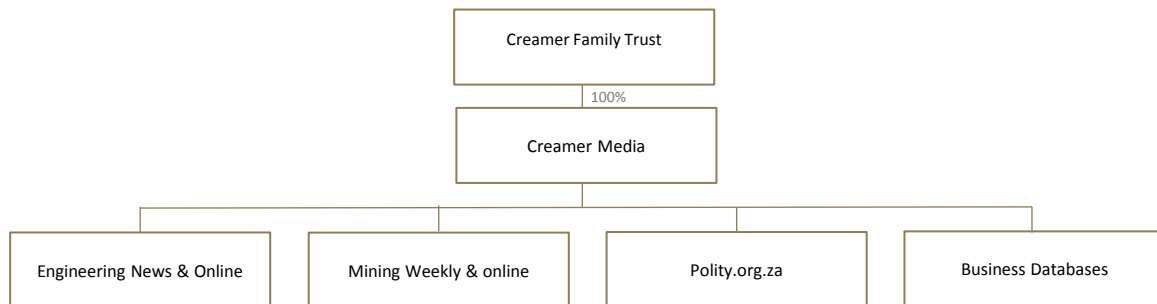 Creamer Family Trust
100%
Creamer Media
Engineering News & Online
Mining Weekly & online
Polity.org.za
Business Databases